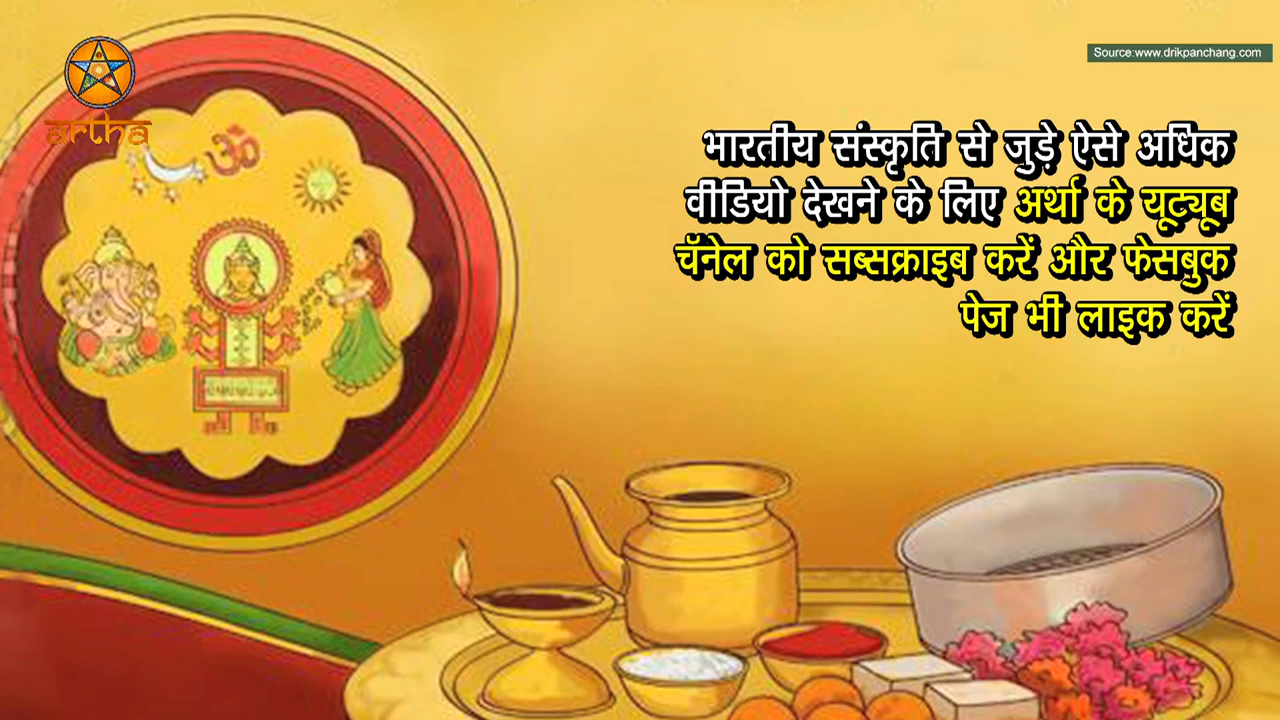 artha
Source:www.drikpanchang.com
भारतीय संस्कृति से जुड़े ऐसे अधिक
वीडियो देखने के लिए अर्था के यूट्यूब
चॅनेल को सब्सक्राइब करें और फेसबुक
पेज भी लाइक करें
ॐ